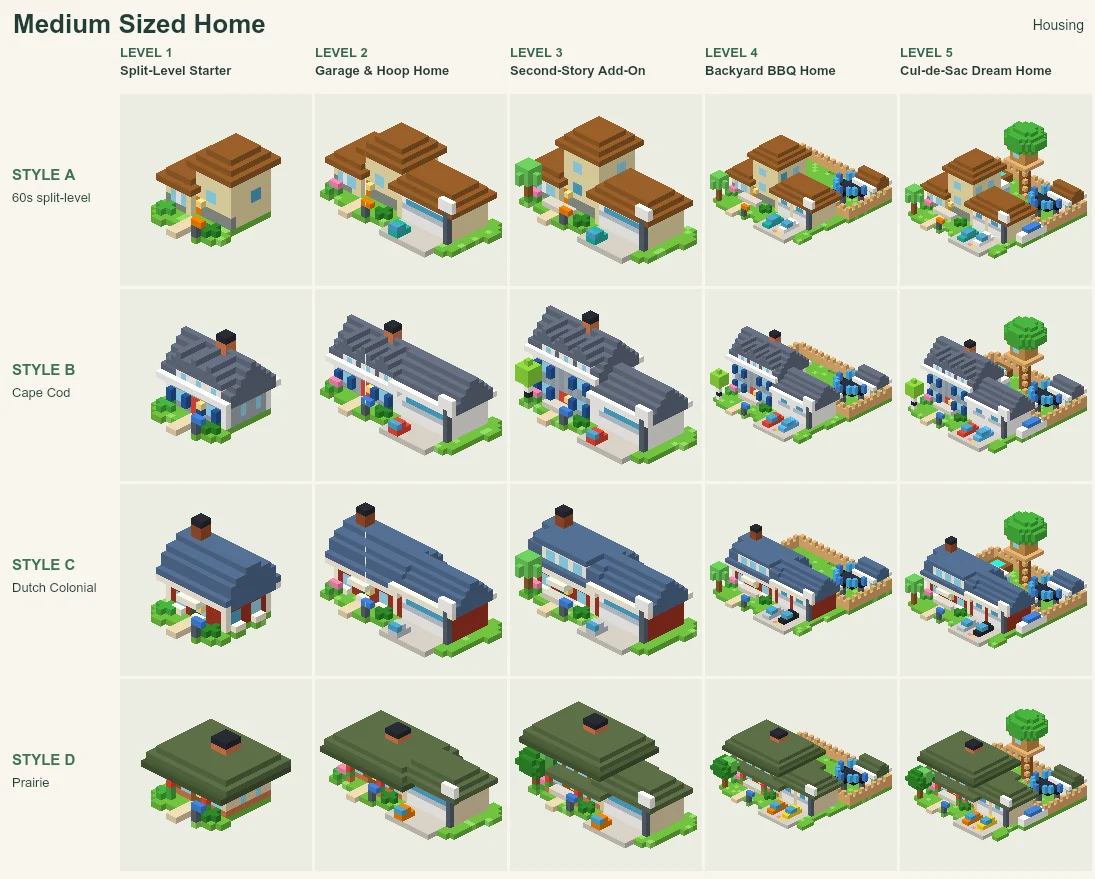 Medium Sized Home
Housing
LEVEL 1
Split-Level Starter
LEVEL 2
Garage & Hoop Home
LEVEL 3
Second-Story Add-On
LEVEL 4
Backyard BBQ Home
LEVEL 5
Cul-de-Sac Dream Home
STYLE A
60s split-level
STYLE B
Cape Cod
STYLE C
Dutch Colonial
STYLE D
Prairie